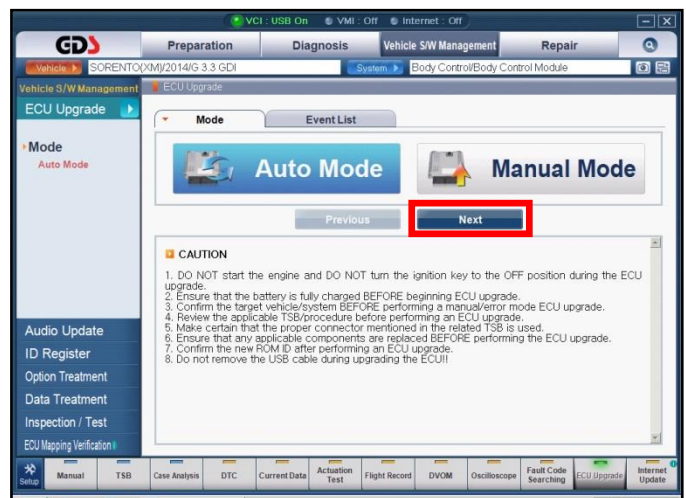 VCI : USB On VMI : Off Internet : Off
GDS Preparation Diagnosis Vehicle S/W Management Repair
Vehicle SORENTO(XM)/2014/G 3.3 GDI System Body Control/Body Control Module
Vehicle S/W Management
ECU Upgrade
Mode
Auto Mode
Audio Update
ID Register
Option Treatment
Data Treatment
Inspection / Test
ECU Mapping Verification
ECU Upgrade
Mode Event List
Auto Mode Manual Mode
Previous Next
CAUTION
1. DO NOT start the engine and DO NOT turn the ignition key to the OFF position during the ECU
upgrade.
2. Ensure that the battery is fully charged BEFORE beginning ECU upgrade.
3. Confirm the target vehicle/system BEFORE performing a manual/error mode ECU upgrade.
4. Review the applicable TSB/procedure before performing an ECU upgrade.
5. Make certain that the proper connector mentioned in the related TSB is used.
6. Ensure that any applicable components are replaced BEFORE performing the ECU upgrade.
7. Confirm the new ROM ID after performing an ECU upgrade.
8. Do not remove the USB cable during upgrading the ECU!!
Setup Manual TSB Case Analysis DTC Current Data Actuation Test Flight Record DVOM Oscilloscope Fault Code Searching ECU Upgrade Internet Update